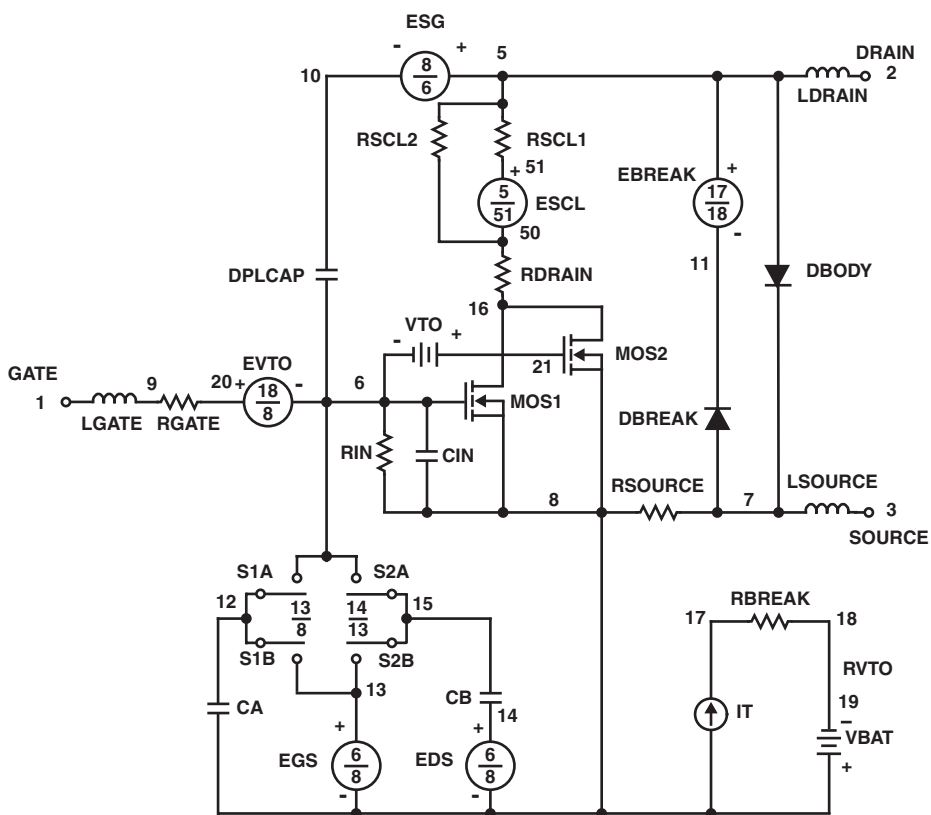 ESG
- + 5 DRAIN
10 8 2
6
LDRAIN
RSCL2 RSCL1
51
+ EBREAK +
5 ESCL 17
51 18
50 -
RDRAIN 11
DPLCAP DBODY
16
VTO
- +
EVTO 21 MOS2
GATE 9 20 + 18 - 6
1 8 MOS1
LGATE RGATE DBREAK
RIN CIN
LSOURCE
8 RSOURCE 7 3
SOURCE
S1A S2A
12 13 14 15
8 13
RBREAK
17 18
S1B S2B
13 RVTO
CA CB 19
14 IT -
+ + VBAT
EGS 6 EDS 6
8 8 +
- -